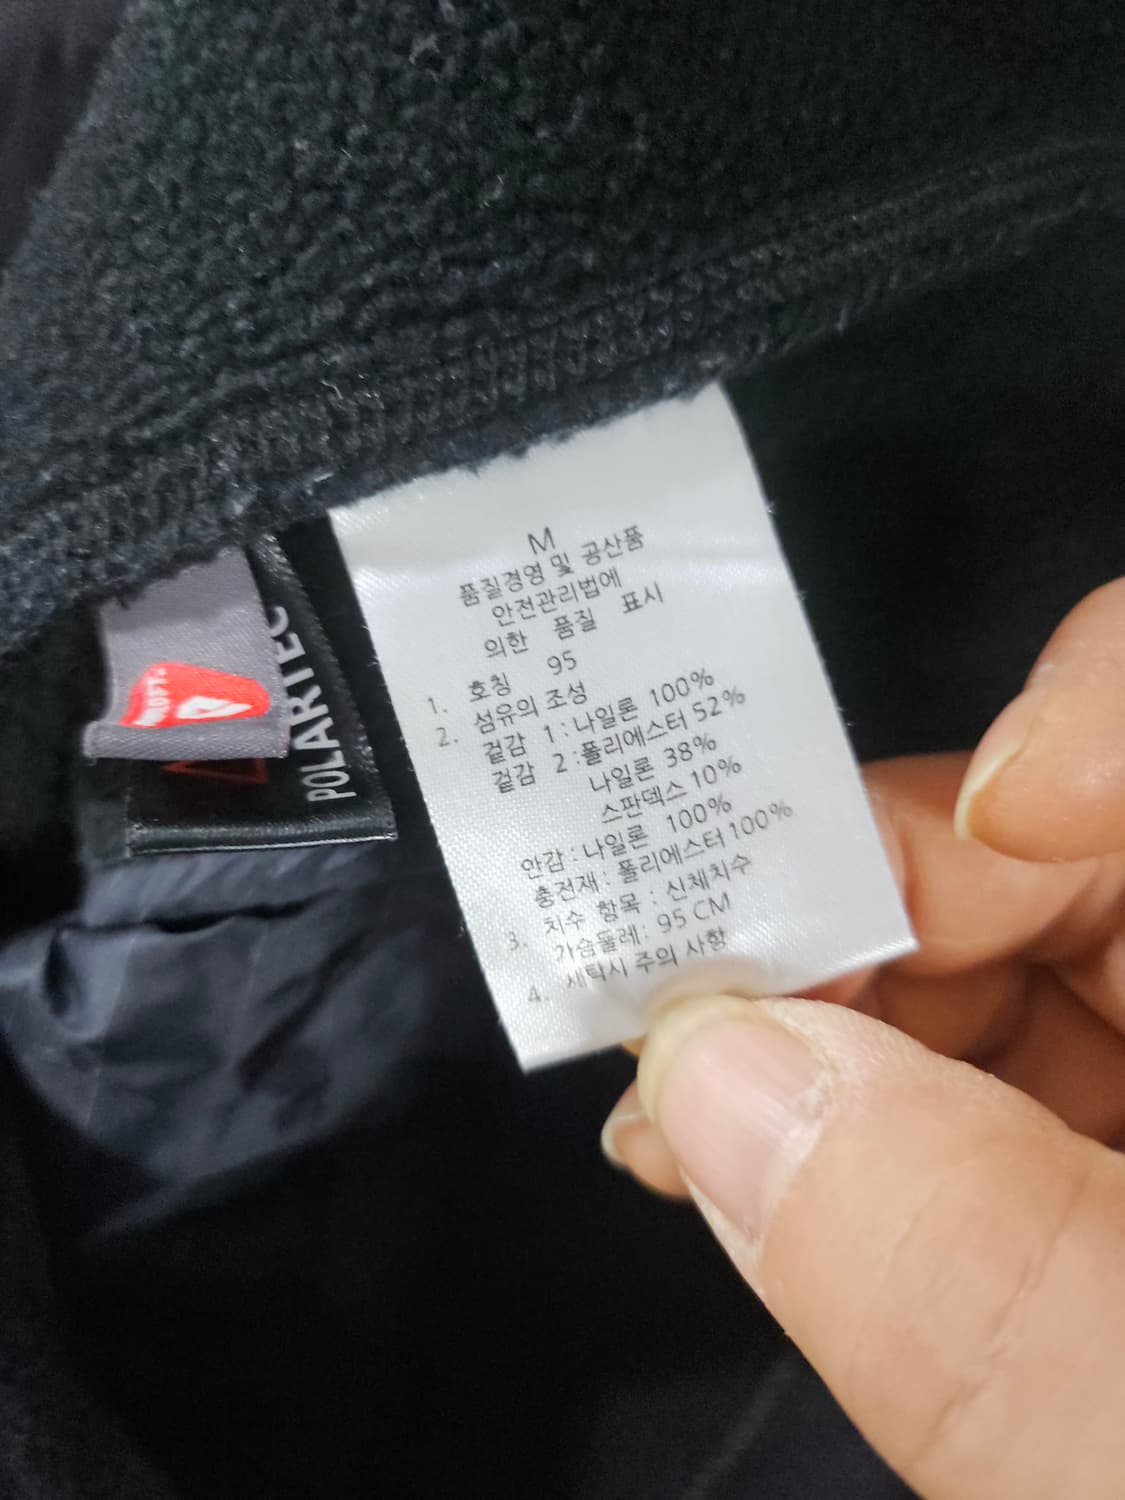 M
품질경영 및 공산품
안전관리법에
의한 품질 표시
1. 호칭 95
2. 섬유의 조성
겉감 1 : 나일론 100%
겉감 2 : 폴리에스터 52%
나일론 38%
스판덱스 10%
안감 : 나일론 100%
충전재 : 폴리에스터 100%
3. 치수 항목 : 신체치수
가슴둘레 : 95 CM
4. 세탁시 주의 사항
POLARTEC